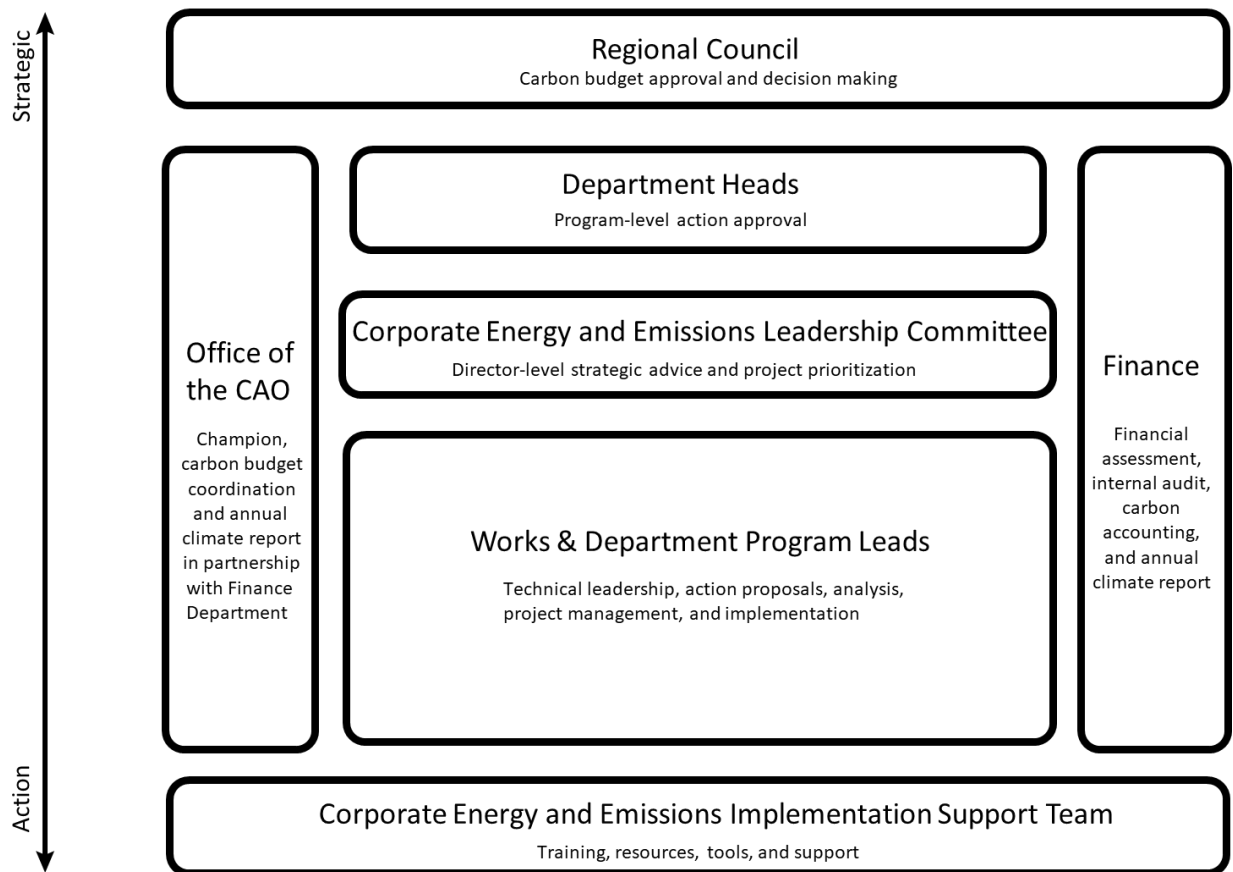 Strategic
Regional Council
Carbon budget approval and decision making
Department Heads
Program-level action approval
Corporate Energy and Emissions Leadership Committee
Director-level strategic advice and project prioritization
Office of
the CAO
Champion,
carbon budget
coordination
and annual
climate report
in partnership
with Finance
Department
Works & Department Program Leads
Technical leadership, action proposals, analysis,
project management, and implementation
Finance
Financial
assessment,
internal audit,
carbon
accounting,
and annual
climate report
Action
Corporate Energy and Emissions Implementation Support Team
Training, resources, tools, and support